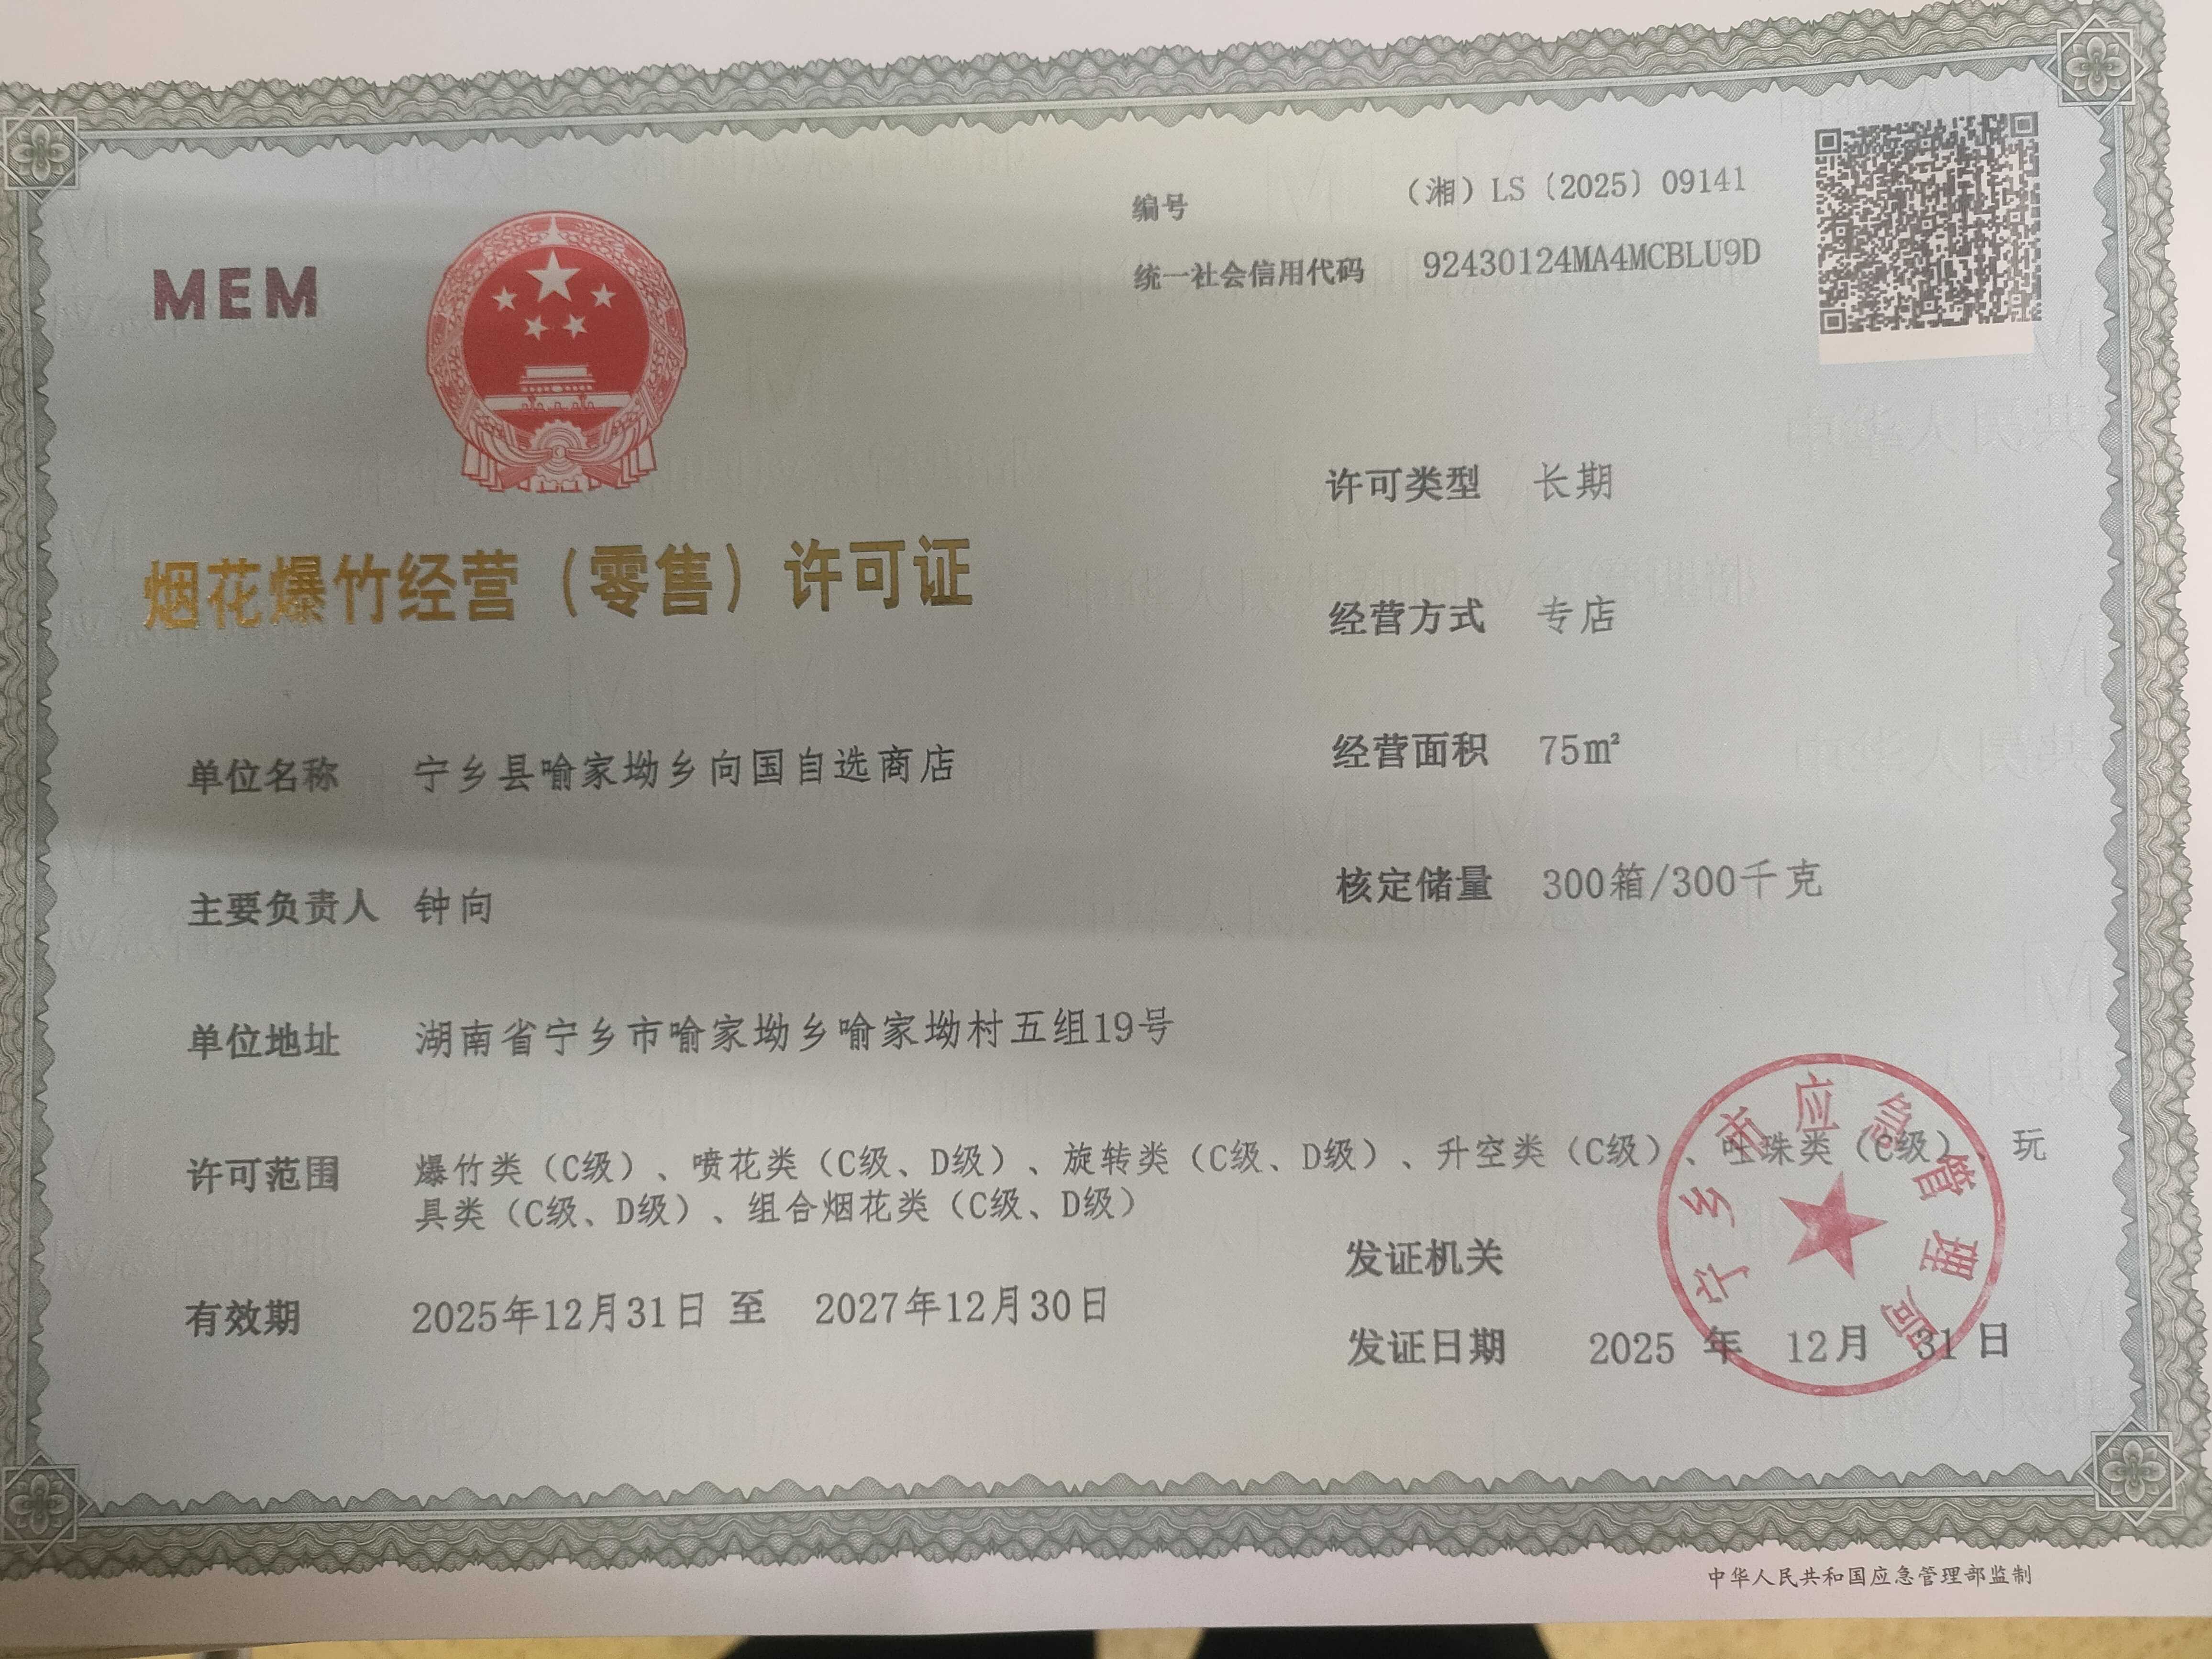 编号 （湘）LS〔2025〕09141
统一社会信用代码 92430124MA4MCBLU9D
MEM
烟花爆竹经营（零售）许可证
许可类型 长期
经营方式 专店
经营面积 75㎡
核定储量 300箱/300千克
单位名称 宁乡县喻家坳乡向国自选商店
主要负责人 钟向
单位地址 湖南省宁乡市喻家坳乡喻家坳村五组19号
许可范围 爆竹类（C级）、喷花类（C级、D级）、旋转类（C级、D级）、升空类（C级）、吐珠类（C级）、玩
具类（C级、D级）、组合烟花类（C级、D级）
有效期 2025年12月31日 至 2027年12月30日
发证机关
宁乡市应急管理局
发证日期 2025 年 12月 31 日
中华人民共和国应急管理部监制